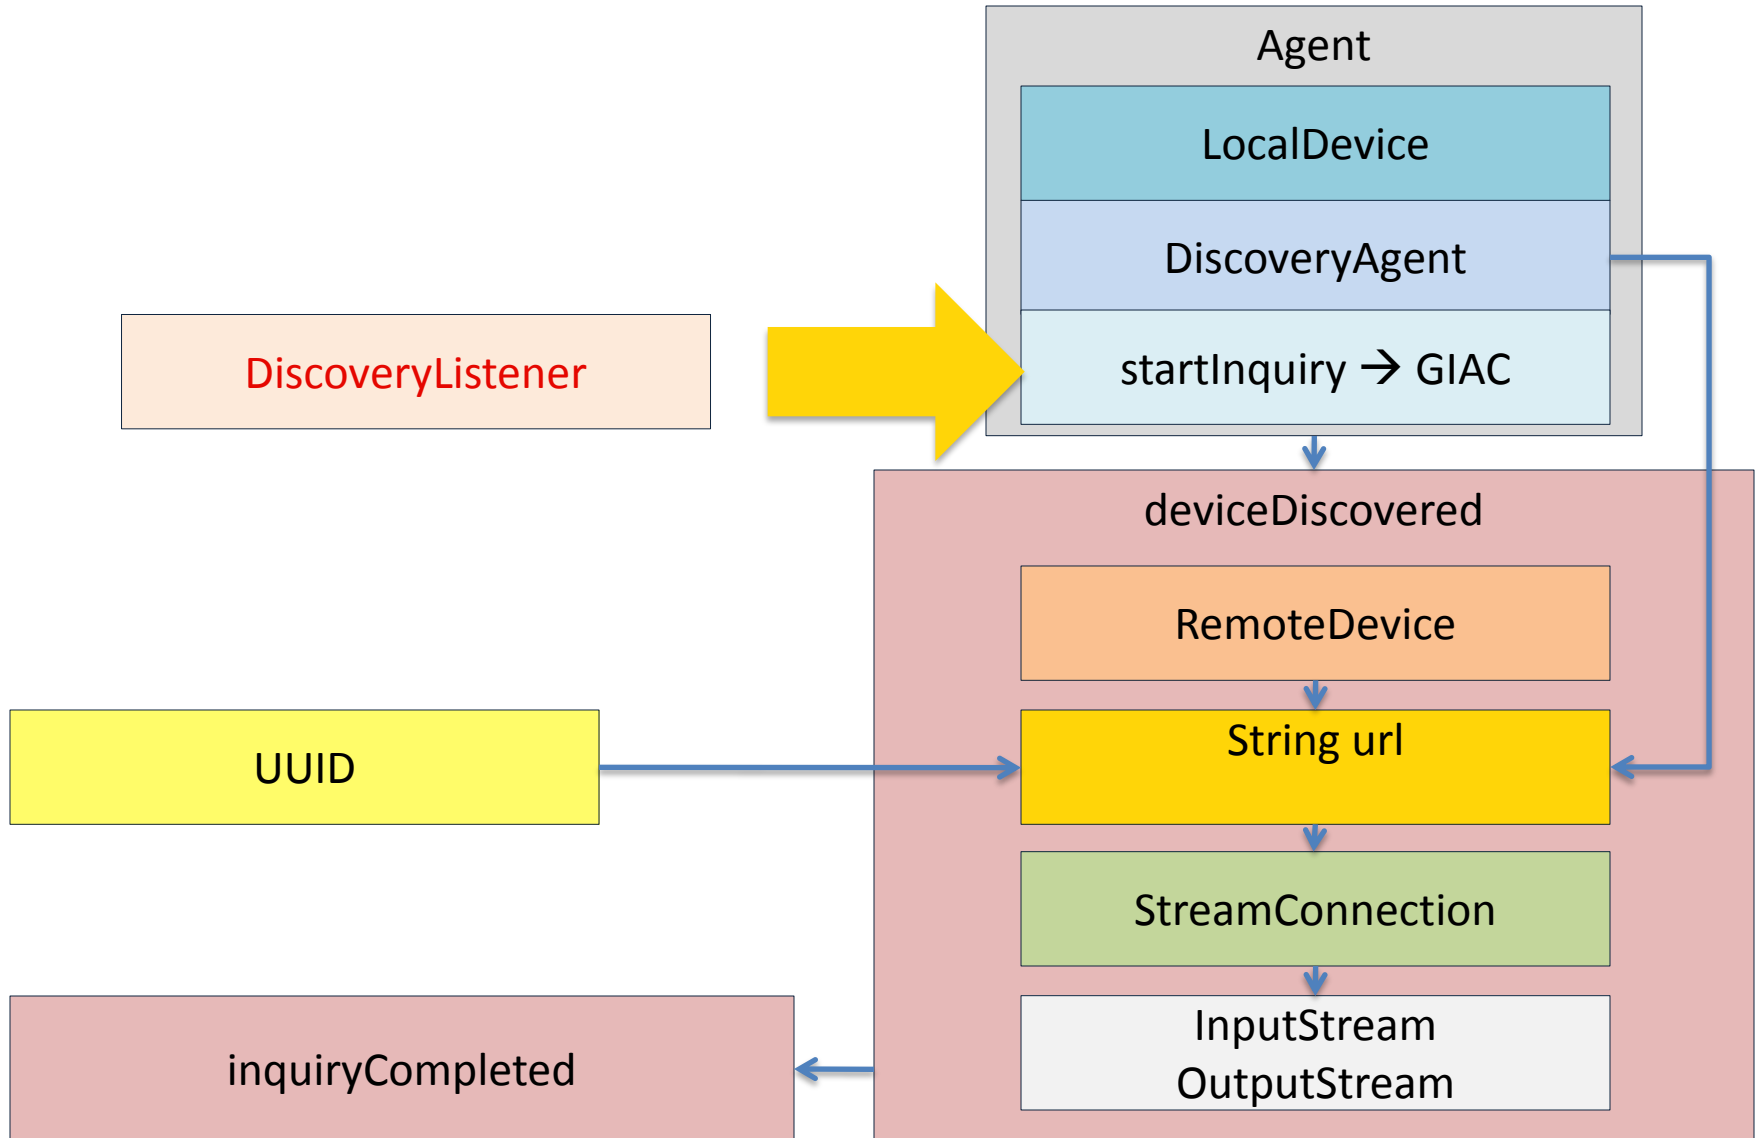 Agent
LocalDevice
DiscoveryAgent
DiscoveryListener
startInquiry → GIAC
deviceDiscovered
RemoteDevice
String url
UUID
StreamConnection
InputStream
OutputStream
inquiryCompleted